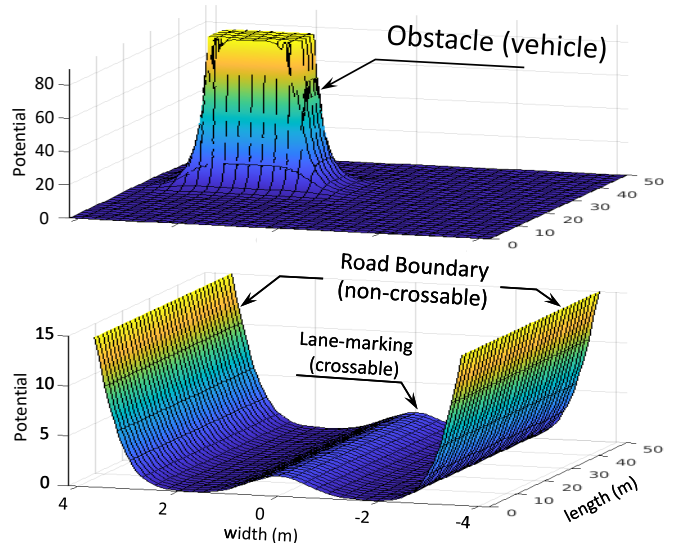 Obstacle (vehicle)
Potential
80
60
40
20
0
50
40
30
20
10
0
Road Boundary
(non-crossable)
Lane-marking
(crossable)
Potential
15
10
5
0
4
2
0
-2
-4
width (m)
50
40
30
20
10
0
length (m)